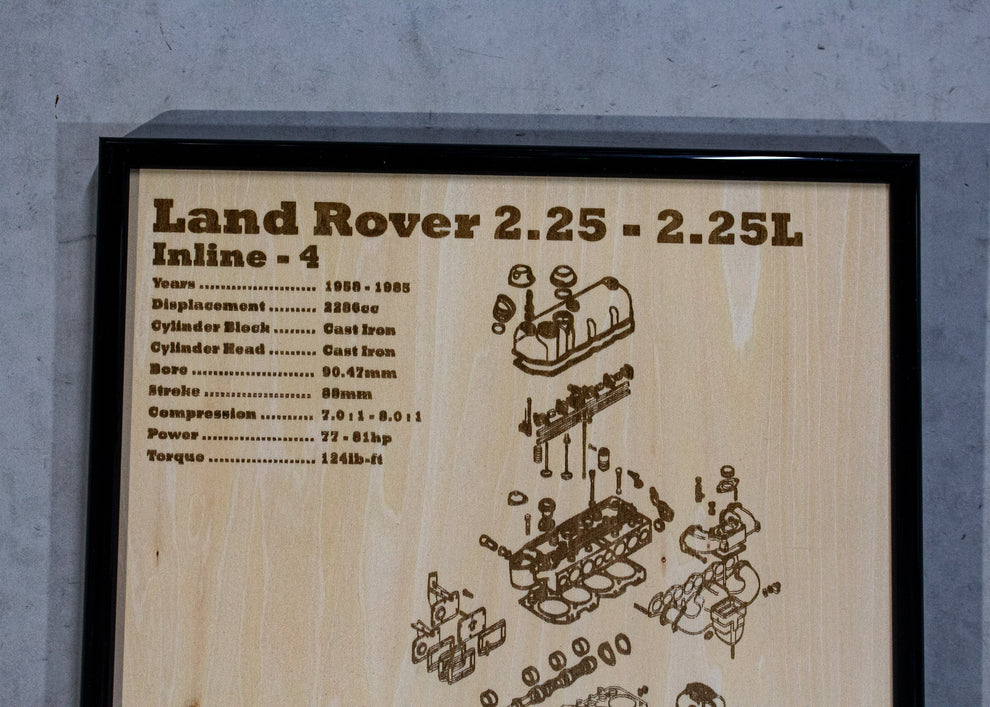 Land Rover 2.25 - 2.25L
Inline - 4
Years ........................ 1958 - 1985
Displacement .......... 2286cc
Cylinder Block ........ Cast Iron
Cylinder Head .......... Cast Iron
Bore .......................... 90.47mm
Stroke ....................... 89mm
Compression ........... 7.0:1 - 8.0:1
Power ........................ 77 - 81hp
Torque ...................... 124lb-ft